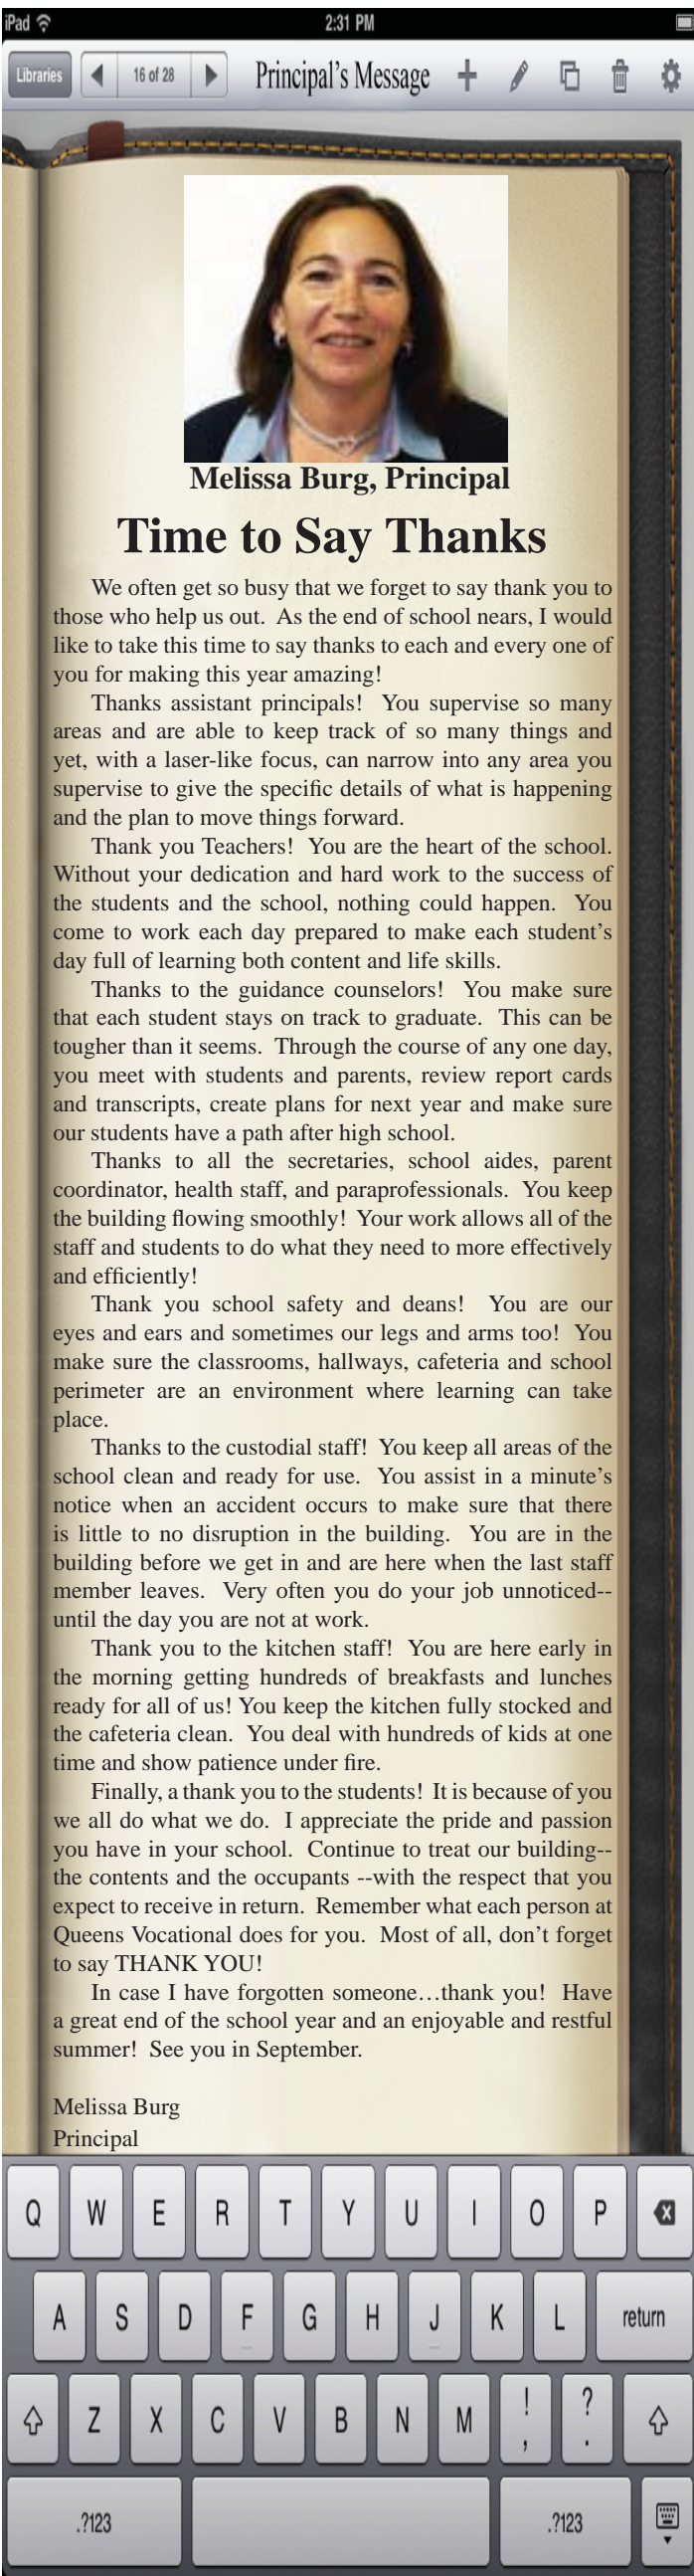 iPad 2:31 PM
Libraries 16 of 28 Principal's Message
Melissa Burg, Principal
Time to Say Thanks
We often get so busy that we forget to say thank you to
those who help us out. As the end of school nears, I would
like to take this time to say thanks to each and every one of
you for making this year amazing!
Thanks assistant principals! You supervise so many
areas and are able to keep track of so many things and
yet, with a laser-like focus, can narrow into any area you
supervise to give the specific details of what is happening
and the plan to move things forward.
Thank you Teachers! You are the heart of the school.
Without your dedication and hard work to the success of
the students and the school, nothing could happen. You
come to work each day prepared to make each student's
day full of learning both content and life skills.
Thanks to the guidance counselors! You make sure
that each student stays on track to graduate. This can be
tougher than it seems. Through the course of any one day,
you meet with students and parents, review report cards
and transcripts, create plans for next year and make sure
our students have a path after high school.
Thanks to all the secretaries, school aides, parent
coordinator, health staff, and paraprofessionals. You keep
the building flowing smoothly! Your work allows all of the
staff and students to do what they need to more effectively
and efficiently!
Thank you school safety and deans! You are our
eyes and ears and sometimes our legs and arms too! You
make sure the classrooms, hallways, cafeteria and school
perimeter are an environment where learning can take
place.
Thanks to the custodial staff! You keep all areas of the
school clean and ready for use. You assist in a minute's
notice when an accident occurs to make sure that there
is little to no disruption in the building. You are in the
building before we get in and are here when the last staff
member leaves. Very often you do your job unnoticed--
until the day you are not at work.
Thank you to the kitchen staff! You are here early in
the morning getting hundreds of breakfasts and lunches
ready for all of us! You keep the kitchen fully stocked and
the cafeteria clean. You deal with hundreds of kids at one
time and show patience under fire.
Finally, a thank you to the students! It is because of you
we all do what we do. I appreciate the pride and passion
you have in your school. Continue to treat our building--
the contents and the occupants --with the respect that you
expect to receive in return. Remember what each person at
Queens Vocational does for you. Most of all, don't forget
to say THANK YOU!
In case I have forgotten someone…thank you! Have
a great end of the school year and an enjoyable and restful
summer! See you in September.
Melissa Burg
Principal
Q W E R T Y U I O P
A S D F G H J K L return
Z X C V B N M ! , ? .
.?123 .?123